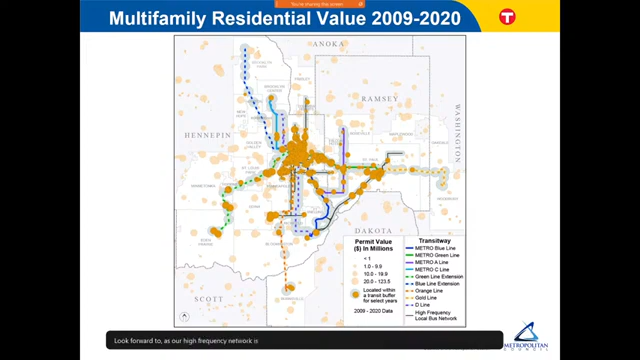 You're sharing this screen
Multifamily Residential Value 2009-2020
T
ANOKA
HENNEPIN
RAMSEY
WASHINGTON
DAKOTA
SCOTT
EDEN PRAIRIE
Permit Value
($) In Millions
< 1
1.0 - 9.9
10.0 - 19.9
20.0 - 123.5
Located within
a transit buffer
for select years
2009 - 2020 Data
Transitway
METRO Blue Line
METRO Green Line
METRO A Line
METRO C Line
Green Line Extension
Blue Line Extension
Orange Line
Gold Line
D Line
High Frequency
Local Bus Network
Look forward to, as our high frequency network is
METROPOLITAN
COUNCIL